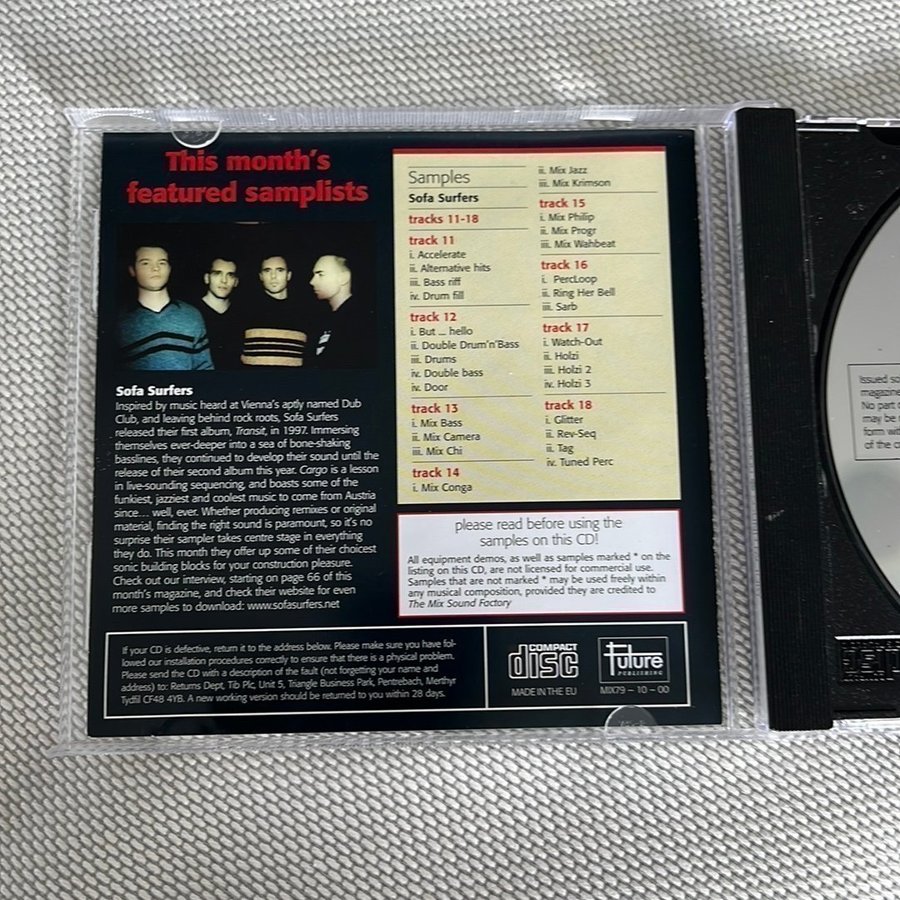 This month's
featured samplists
Sofa Surfers
Inspired by music heard at Vienna's aptly named Dub
Club, and leaving behind rock roots, Sofa Surfers
released their first album, Transit, in 1997. Immersing
themselves ever-deeper into a sea of bone-shaking
basslines, they continued to develop their sound until the
release of their second album this year. Cargo is a lesson
in live-sounding sequencing, and boasts some of the
funkiest, jazziest and coolest music to come from Austria
since... well, ever. Whether producing remixes or original
material, finding the right sound is paramount, so it's no
surprise their sampler takes centre stage in everything
they do. This month they offer up some of their choicest
sonic building blocks for your construction pleasure.
Check out our interview, starting on page 66 of this
month's magazine, and check their website for even
more samples to download: www.sofasurfers.net
Samples
Sofa Surfers
tracks 11-18
track 11
i. Accelerate
ii. Alternative hits
iii. Bass riff
iv. Drum fill
track 12
i. But ... hello
ii. Double Drum'n'Bass
iii. Drums
iv. Double bass
iv. Door
track 13
i. Mix Bass
ii. Mix Camera
iii. Mix Chi
track 14
i. Mix Conga
ii. Mix Jazz
iii. Mix Krimson
track 15
i. Mix Philip
ii. Mix Progr
iii. Mix Wahbeat
track 16
i. PercLoop
ii. Ring Her Bell
iii. Sarb
track 17
i. Watch-Out
ii. Holzi
iii. Holzi 2
iv. Holzi 3
track 18
i. Glitter
ii. Rev-Seq
ii. Tag
iv. Tuned Perc
please read before using the
samples on this CD!
All equipment demos, as well as samples marked * on the
listing on this CD, are not licensed for commercial use.
Samples that are not marked * may be used freely within
any musical composition, provided they are credited to
The Mix Sound Factory
If your CD is defective, return it to the address below. Please make sure you have fol-
lowed our installation procedures correctly to ensure that there is a physical problem.
Please send the CD with a description of the fault (not forgetting your name and
address) to: Returns Dept, Tib Plc, Unit 5, Triangle Business Park, Pentrebach, Merthyr
Tydfil CF48 4YB. A new working version should be returned to you within 28 days.
COMPACT
disc
MADE IN THE EU
Future
PUBLISHING
MIX79 – 10 – 00
Issued
magazine
No part
may be
form
of the